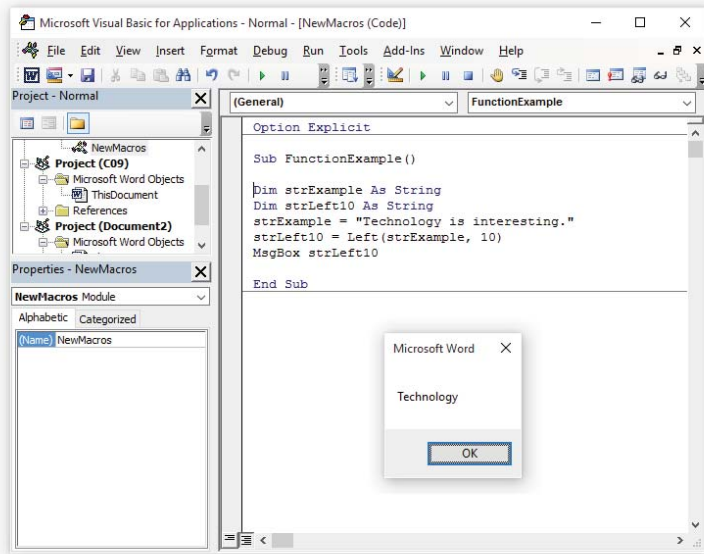 Microsoft Visual Basic for Applications - Normal - [NewMacros (Code)]
File Edit View Insert Format Debug Run Tools Add-Ins Window Help
Project - Normal
NewMacros
Project (C09)
Microsoft Word Objects
ThisDocument
References
Project (Document2)
Microsoft Word Objects
Properties - NewMacros
NewMacros Module
Alphabetic Categorized
(Name) NewMacros
(General) FunctionExample
Option Explicit
Sub FunctionExample()
Dim strExample As String
Dim strLeft10 As String
strExample = "Technology is interesting."
strLeft10 = Left(strExample, 10)
MsgBox strLeft10
End Sub
Microsoft Word
Technology
OK